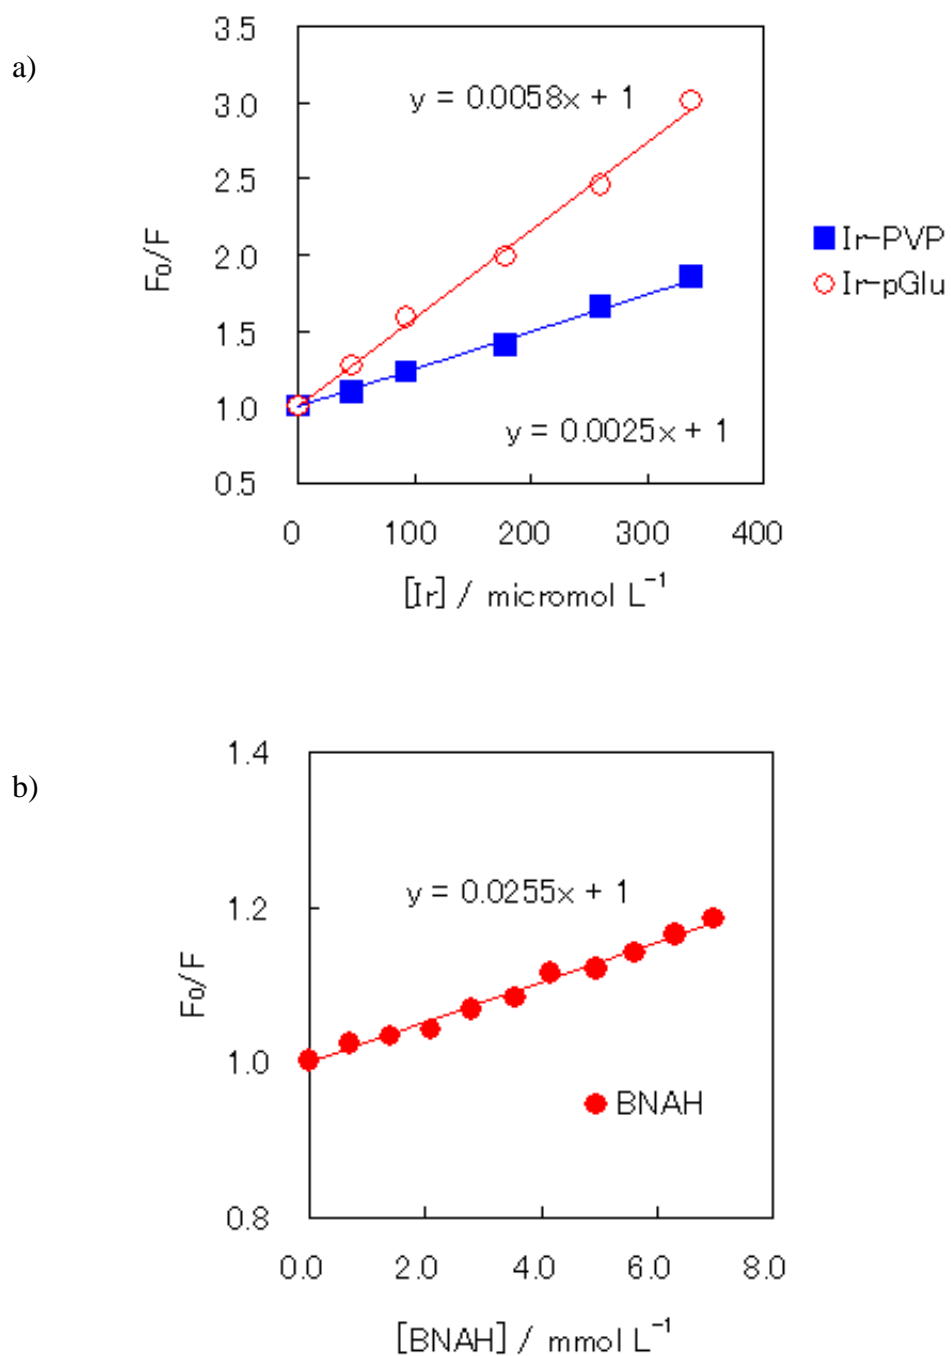 a)
3.5
3.0
2.5
2.0
1.5
1.0
0.5
F₀/F
y = 0.0058x + 1
y = 0.0025x + 1
Ir-PVP
Ir-pGlu
0 100 200 300 400
[Ir] / micromol L⁻¹
b)
1.4
1.2
1.0
0.8
F₀/F
y = 0.0255x + 1
BNAH
0.0 2.0 4.0 6.0 8.0
[BNAH] / mmol L⁻¹